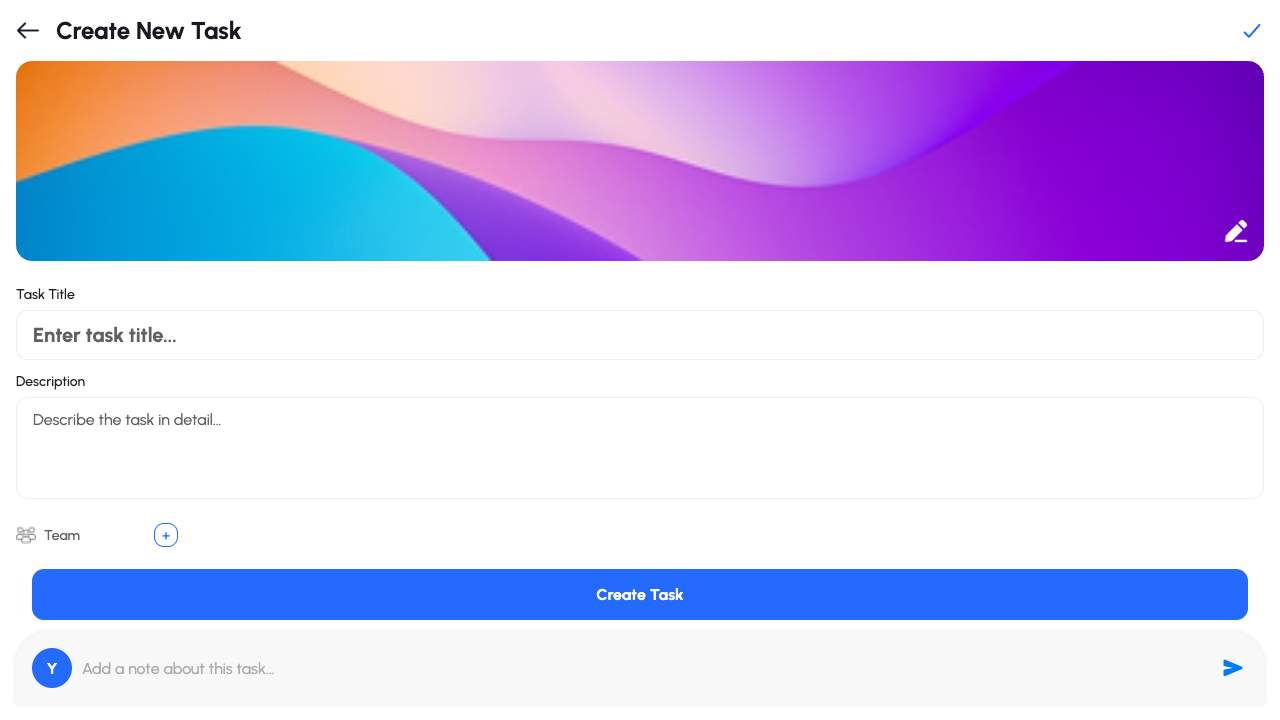 Create New Task
Task Title
Enter task title...
Description
Describe the task in detail...
Team
+
Create Task
Y
Add a note about this task...